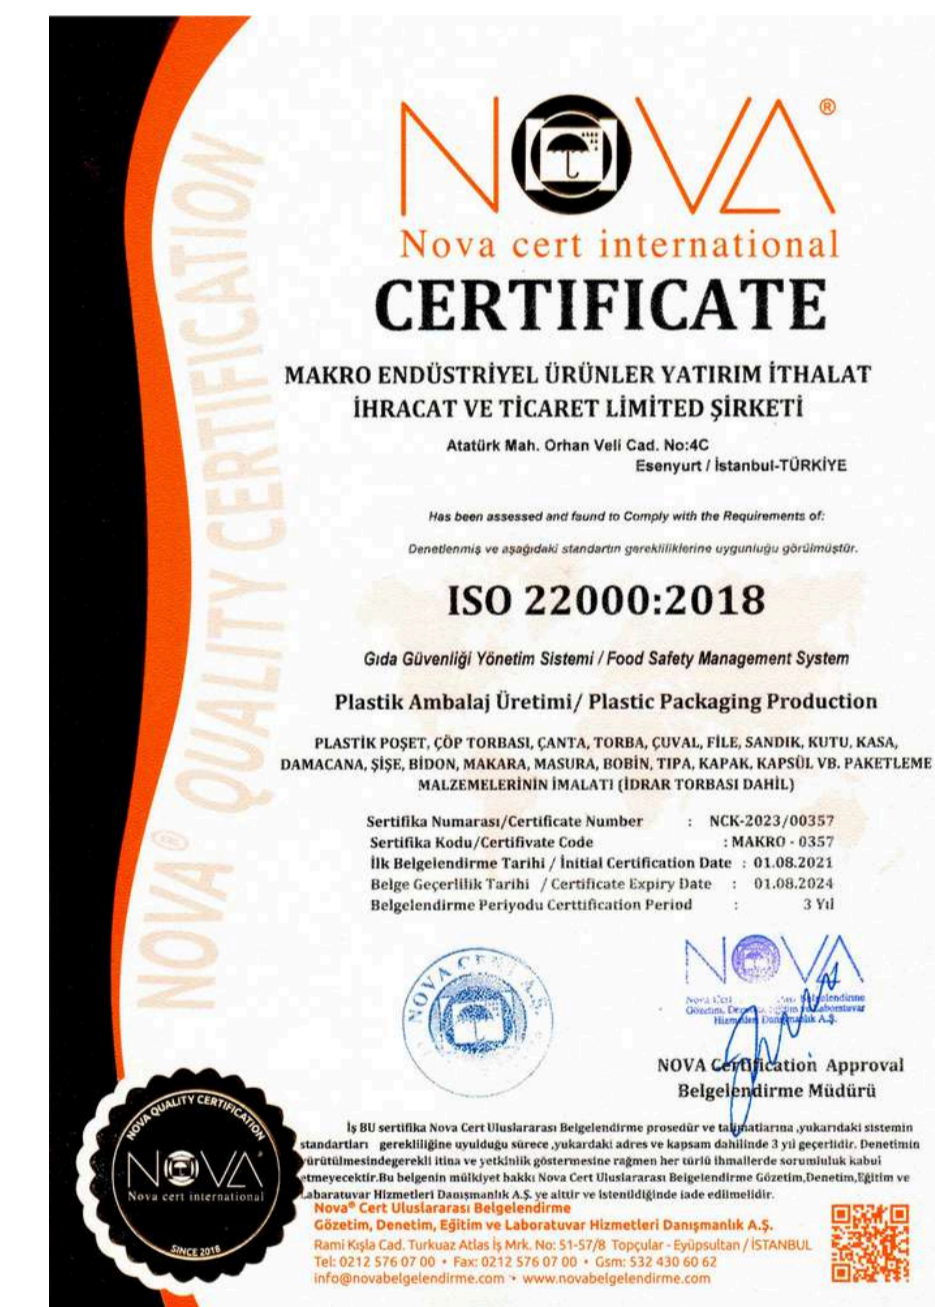 NOVA®
Nova cert international
CERTIFICATE
MAKRO ENDÜSTRİYEL ÜRÜNLER YATIRIM İTHALAT
İHRACAT VE TİCARET LİMİTED ŞİRKETİ
Atatürk Mah. Orhan Veli Cad. No:4C
Esenyurt / İstanbul-TÜRKİYE
Has been assessed and faund to Comply with the Requirements of:
Denetlenmiş ve aşağıdaki standartın gerekliliklerine uygunluğu görülmüştür.
ISO 22000:2018
Gıda Güvenliği Yönetim Sistemi / Food Safety Management System
Plastik Ambalaj Üretimi/ Plastic Packaging Production
PLASTİK POŞET, ÇÖP TORBASI, ÇANTA, TORBA, ÇUVAL, FİLE, SANDIK, KUTU, KASA,
DAMACANA, ŞİŞE, BİDON, MAKARA, MASURA, BOBİN, TIPA, KAPAK, KAPSÜL VB. PAKETLEME
MALZEMELERİNİN İMALATI (İDRAR TORBASI DAHİL)
Sertifika Numarası/Certificate Number : NCK-2023/00357
Sertifika Kodu/Certifivate Code : MAKRO - 0357
İlk Belgelendirme Tarihi / İnitial Certification Date : 01.08.2021
Belge Geçerlilik Tarihi / Certificate Expiry Date : 01.08.2024
Belgelendirme Periyodu Certtification Period : 3 Yıl
NOVA® QUALITY CERTIFICATION
NOVA CERT A.Ş.
NOVA
Belgelendirme
Gözetim, Laboratuvar
Hizmetleri Danışmanlık A.Ş.
NOVA Certification Approval
Belgelendirme Müdürü
NOVA QUALITY CERTIFICATION
NOVA
Nova cert international
SINCE 2018
İş BU sertifika Nova Cert Uluslararası Belgelendirme prosedür ve talimatlarına ,yukarıdaki sistemin
standartları gerekliliğine uyulduğu sürece ,yukardaki adres ve kapsam dahilinde 3 yıl geçerlidir. Denetimin
yürütülmesindegerekli itina ve yetkinlik göstermesine rağmen her türlü ihmallerde sorumluluk kabul
etmeyecektir.Bu belgenin mülkiyet hakkı Nova Cert Uluslararası Belgelendirme Gözetim,Denetim,Eğitim ve
Labaratuvar Hizmetleri Danışmanlık A.Ş. ye aittir ve istenildiğinde iade edilmelidir.
Nova® Cert Uluslararası Belgelendirme
Gözetim, Denetim, Eğitim ve Laboratuvar Hizmetleri Danışmanlık A.Ş.
Rami Kışla Cad. Turkuaz Atlas İş Mrk. No: 51-57/8 Topçular - Eyüpsultan / İSTANBUL
Tel: 0212 576 07 00 • Fax: 0212 576 07 00 • Gsm: 532 430 60 62
info@novabelgelendirme.com • www.novabelgelendirme.com